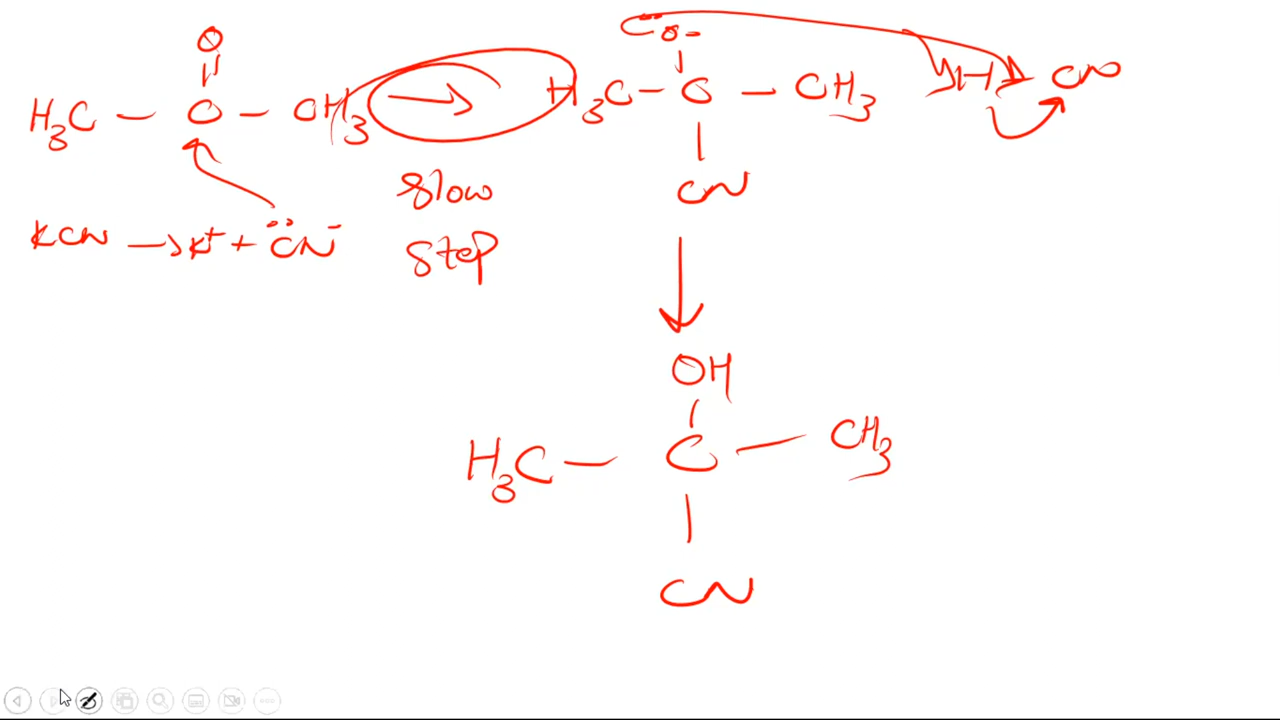 O
||
H₃C — C — CH₃ →
KCN → K⁺ + :CN⁻
slow
step
:O:⁻
|
H₃C — C — CH₃
|
CN
H — CN
↓
OH
|
H₃C — C — CH₃
|
CN